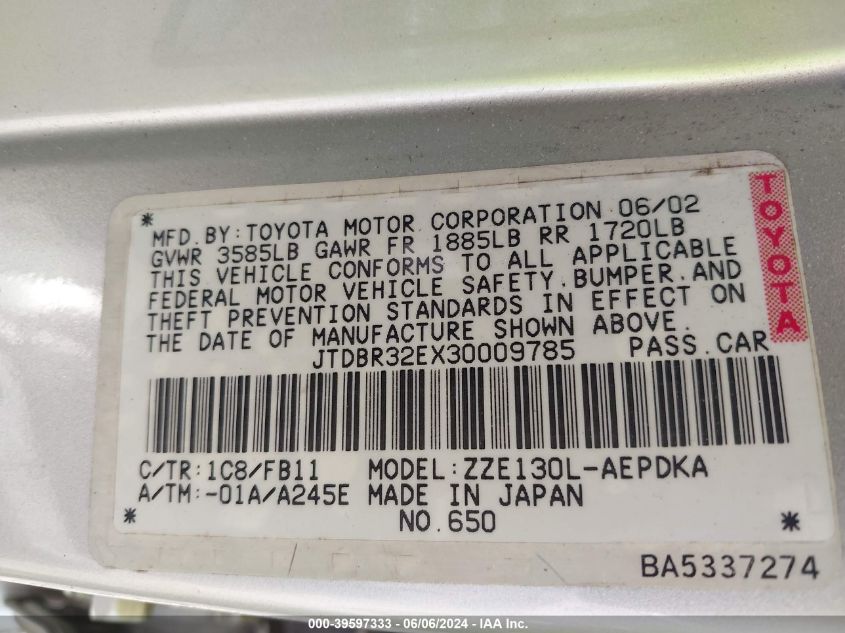 * MFD.BY:TOYOTA MOTOR CORPORATION 06/02
GVWR 3585LB GAWR FR 1885LB RR 1720LB
THIS VEHICLE CONFORMS TO ALL APPLICABLE
FEDERAL MOTOR VEHICLE SAFETY,BUMPER,AND
THEFT PREVENTION STANDARDS IN EFFECT ON
THE DATE OF MANUFACTURE SHOWN ABOVE.
JTDBR32EX30009785 PASS.CAR
TOYOTA
C/TR:1C8/FB11 MODEL:ZZE130L-AEPDKA
A/TM:-01A/A245E MADE IN JAPAN
* NO.650 *
BA5337274
000-39597333 - 06/06/2024 - IAA Inc.